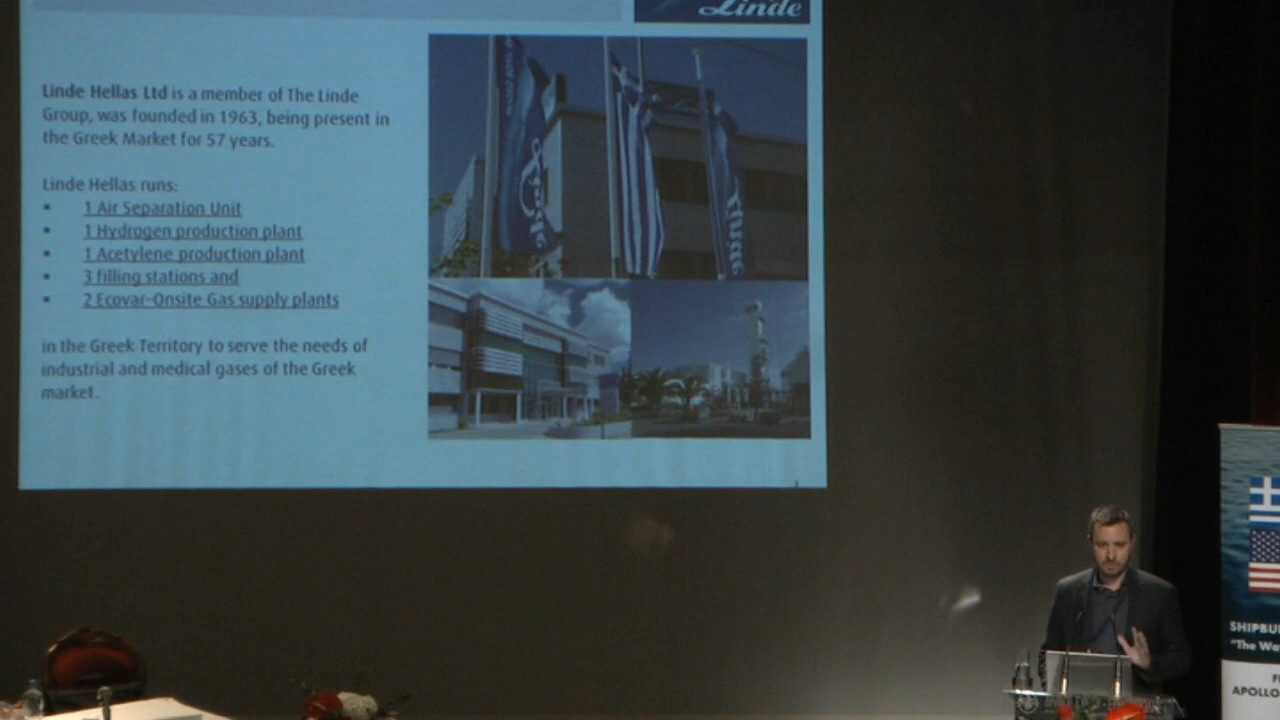 Linde
Linde Hellas Ltd is a member of The Linde
Group, was founded in 1963, being present in
the Greek Market for 57 years.
Linde Hellas runs:
▪ 1 Air Separation Unit
▪ 1 Hydrogen production plant
▪ 1 Acetylene production plant
▪ 3 filling stations and
▪ 2 Ecovar-Onsite Gas supply plants
in the Greek Territory to serve the needs of
industrial and medical gases of the Greek
market.
Linde
Linde
"The